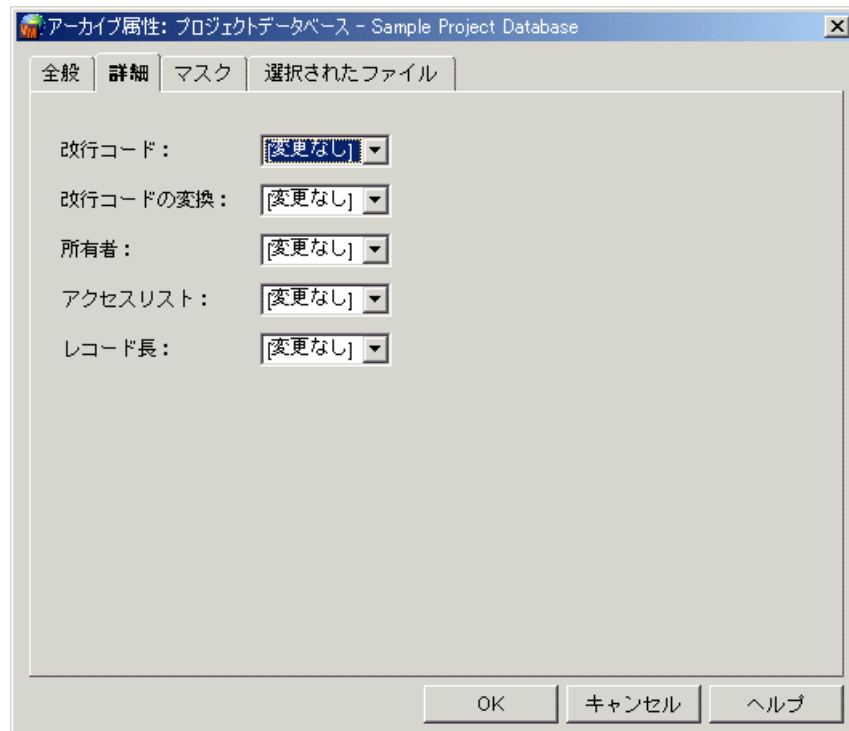 アーカイブ属性: プロジェクトデータベース - Sample Project Database
全般 詳細 マスク 選択されたファイル
改行コード： [変更なし]
改行コードの変換： [変更なし]
所有者： [変更なし]
アクセスリスト： [変更なし]
レコード長： [変更なし]
OK キャンセル ヘルプ